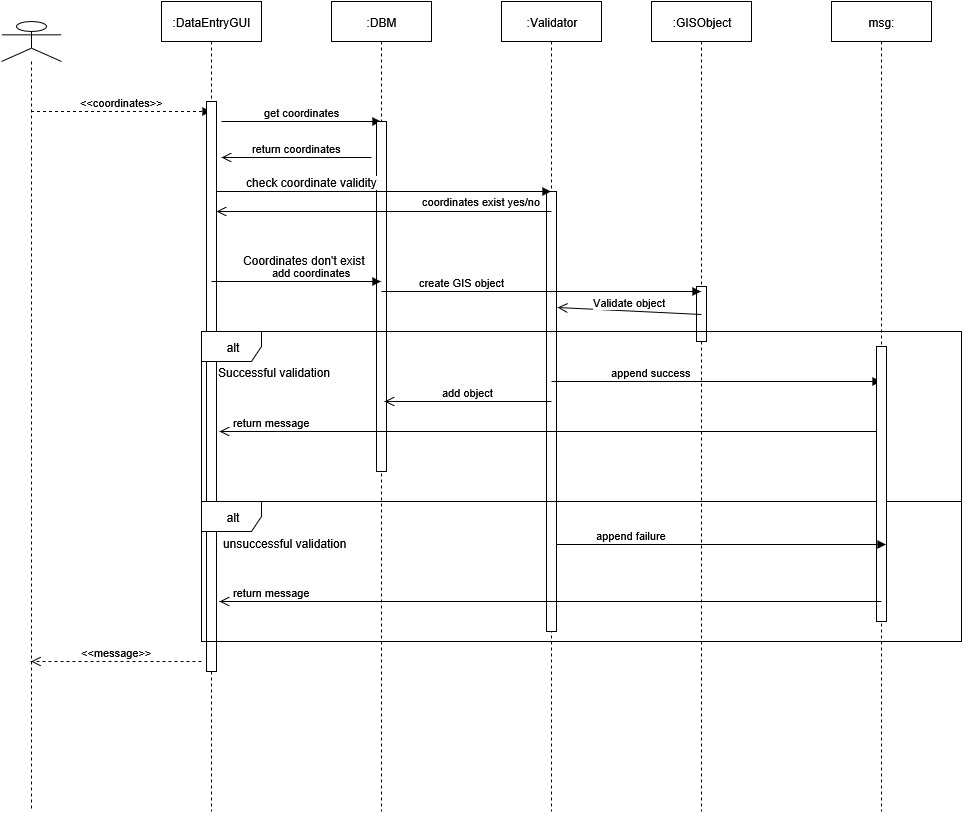 :DataEntryGUI
:DBM
:Validator
:GISObject
msg:
<<coordinates>>
get coordinates
return coordinates
check coordinate validity
coordinates exist yes/no
Coordinates don't exist
add coordinates
create GIS object
Validate object
alt
Successful validation
append success
add object
return message
alt
unsuccessful validation
append failure
return message
<<message>>